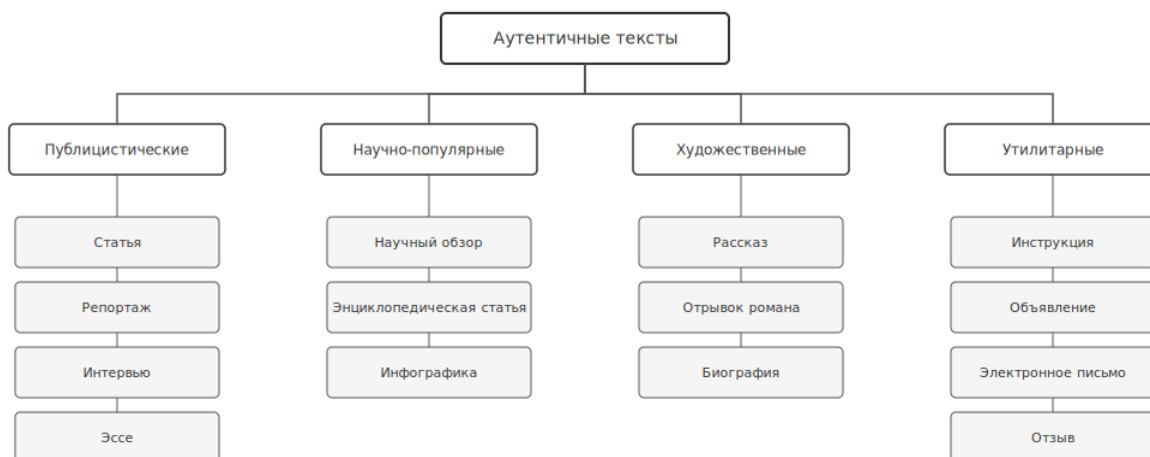 Аутентичные тексты
Публицистические
Научно-популярные
Художественные
Утилитарные
Статья
Научный обзор
Рассказ
Инструкция
Репортаж
Энциклопедическая статья
Отрывок романа
Объявление
Интервью
Инфографика
Биография
Электронное письмо
Эссе
Отзыв